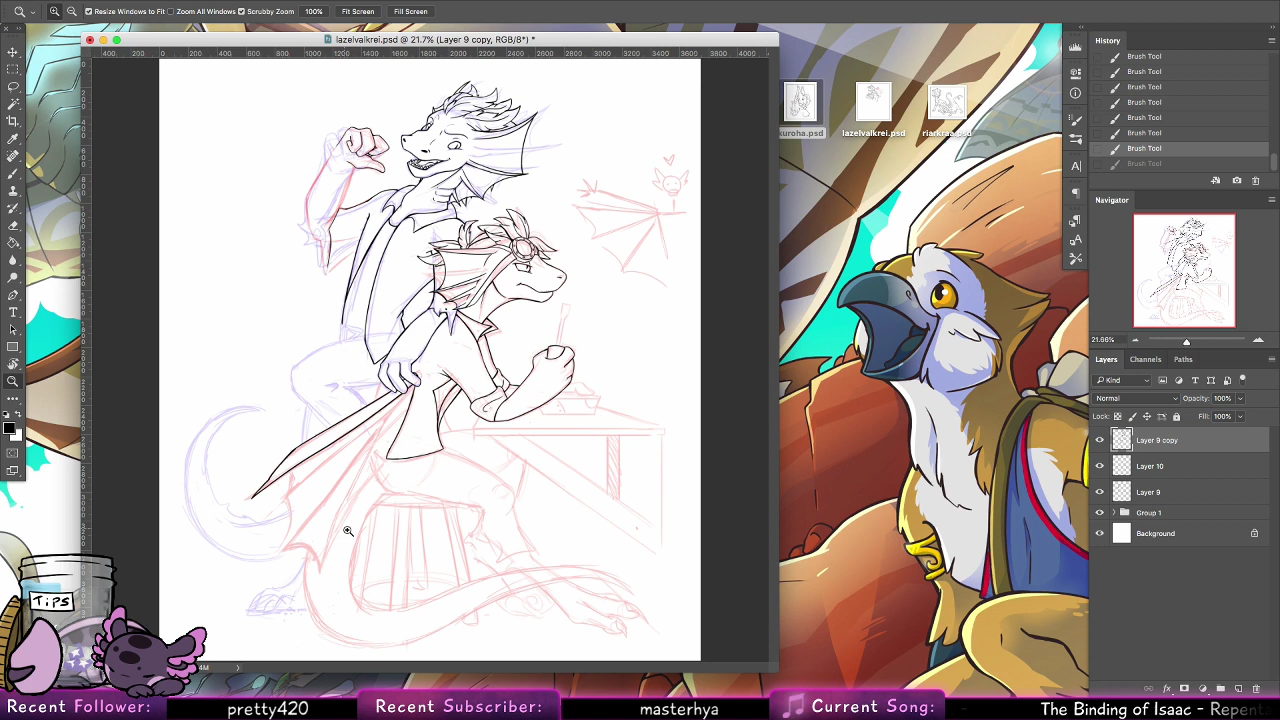 Resize Windows to Fit Zoom All Windows Scrubby Zoom 100% Fit Screen Fill Screen
lazelvalkrei.psd @ 21.7% (Layer 9 copy, RGB/8*) *
History
Brush Tool
Brush Tool
Brush Tool
Brush Tool
Brush Tool
Brush Tool
Brush Tool
Brush Tool
lazelvalkrei.psd
Navigator
21.66%
Layers Channels Paths
Kind
Normal Opacity: 100%
Lock: Fill: 100%
Layer 9 copy
Layer 10
Layer 9
Group 1
Background
TiPS
Recent Follower: pretty420 Recent Subscriber: masterhya Current Song: The Binding of Isaac - Repenta